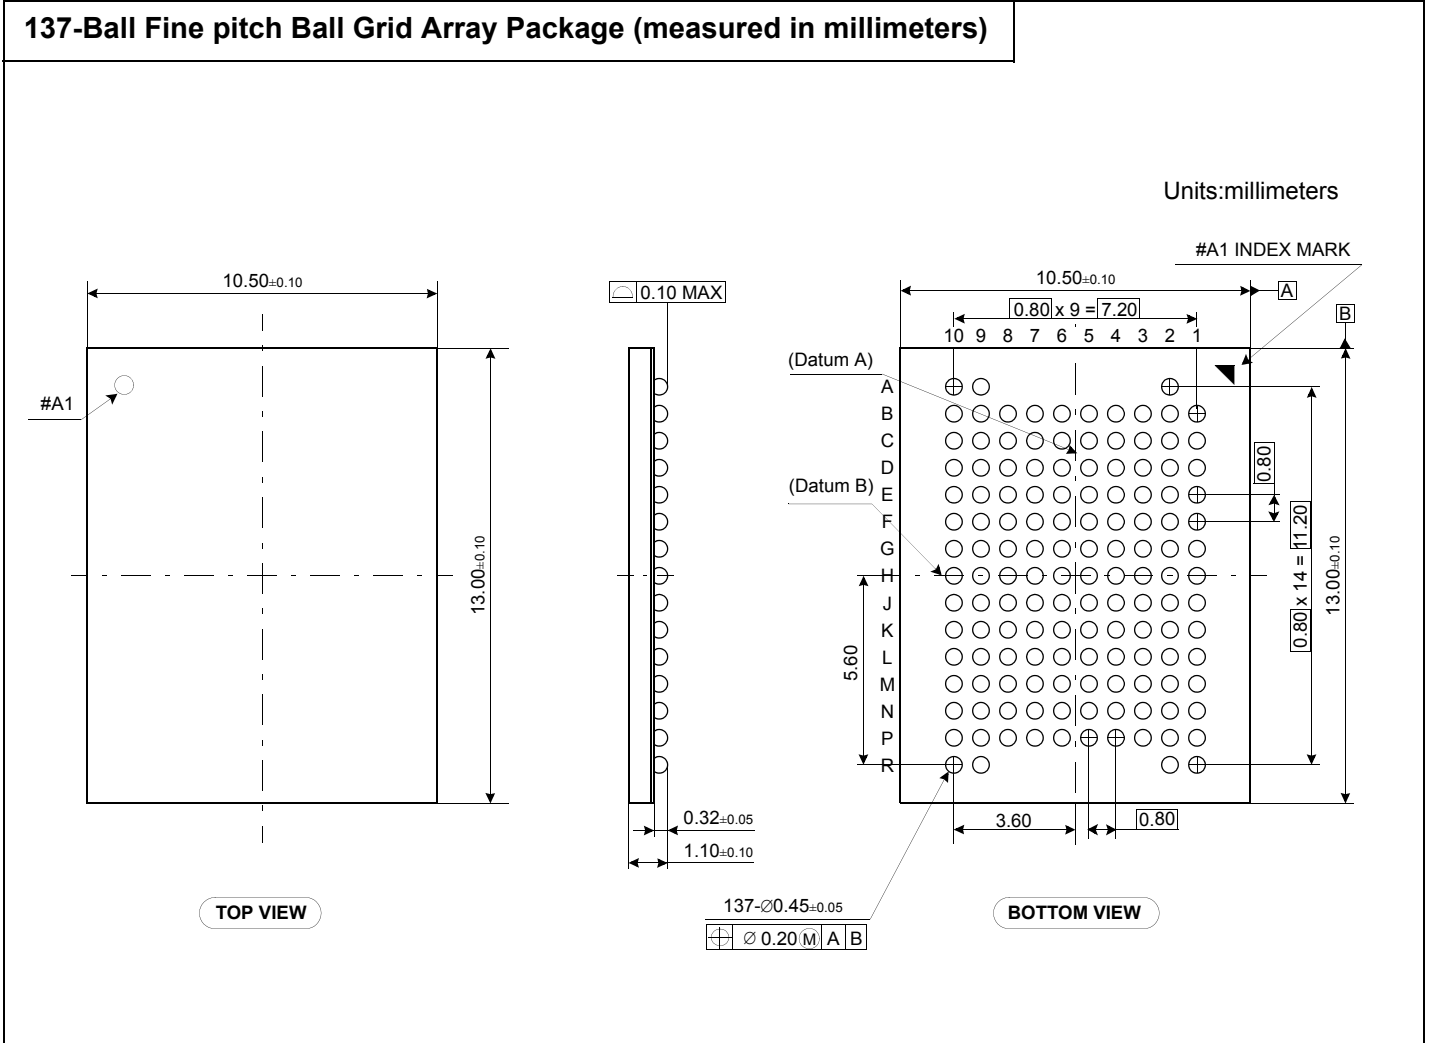 137-Ball Fine pitch Ball Grid Array Package (measured in millimeters)
Units:millimeters
#A1 INDEX MARK
10.50±0.10
0.10 MAX
10.50±0.10
A
0.80 x 9 = 7.20
B
10 9 8 7 6 5 4 3 2 1
(Datum A)
#A1
A
B
C
D
E
F
G
H
J
K
L
M
N
P
R
(Datum B)
0.80
0.80 x 14 = 11.20
13.00±0.10
13.00±0.10
5.60
0.32±0.05
1.10±0.10
3.60
0.80
137-∅0.45±0.05
∅ 0.20 Ⓜ A B
TOP VIEW
BOTTOM VIEW